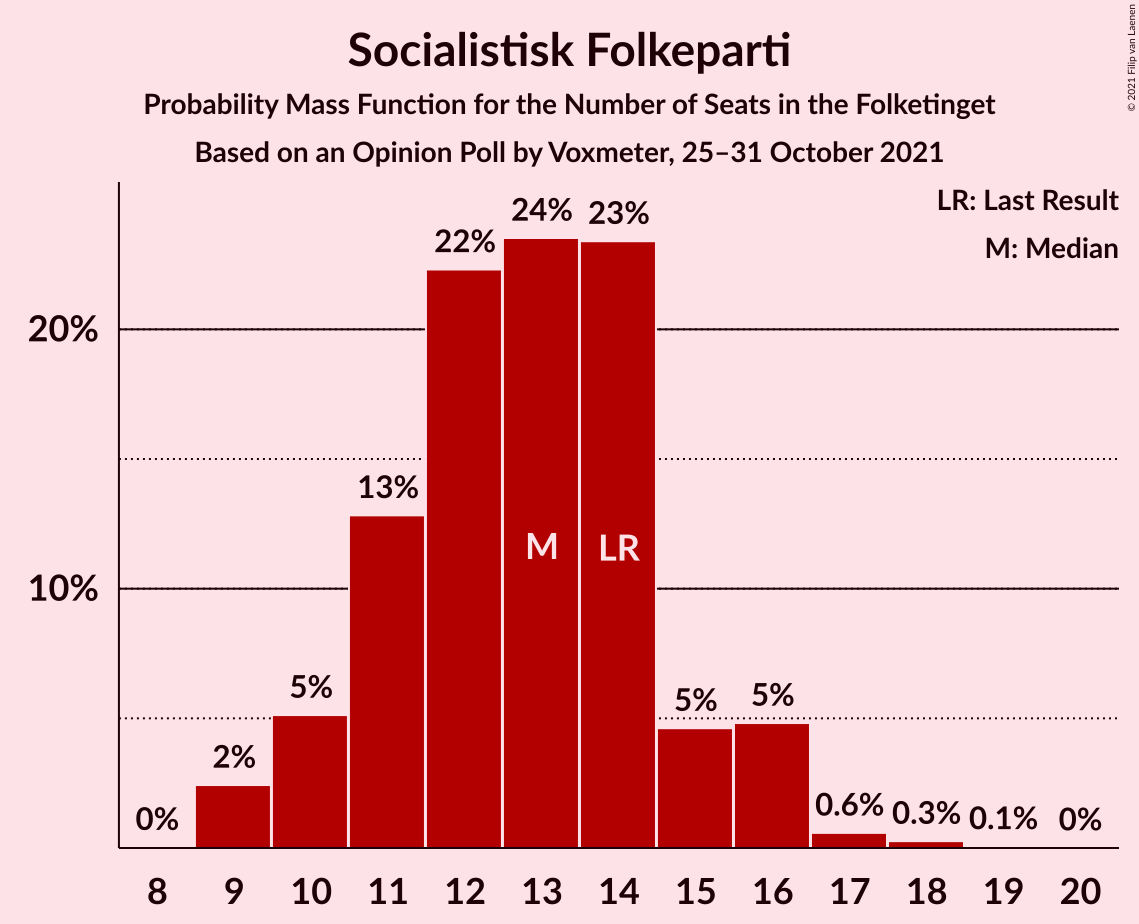 Socialistisk Folkeparti
Probability Mass Function for the Number of Seats in the Folketinget
Based on an Opinion Poll by Voxmeter, 25–31 October 2021
© 2021 Filip van Laenen
LR: Last Result
M: Median
24%
23%
22%
20%
13%
M
LR
10%
5%
5%
5%
2%
0%
0.6%
0.3%
0.1%
0%
8 9 10 11 12 13 14 15 16 17 18 19 20